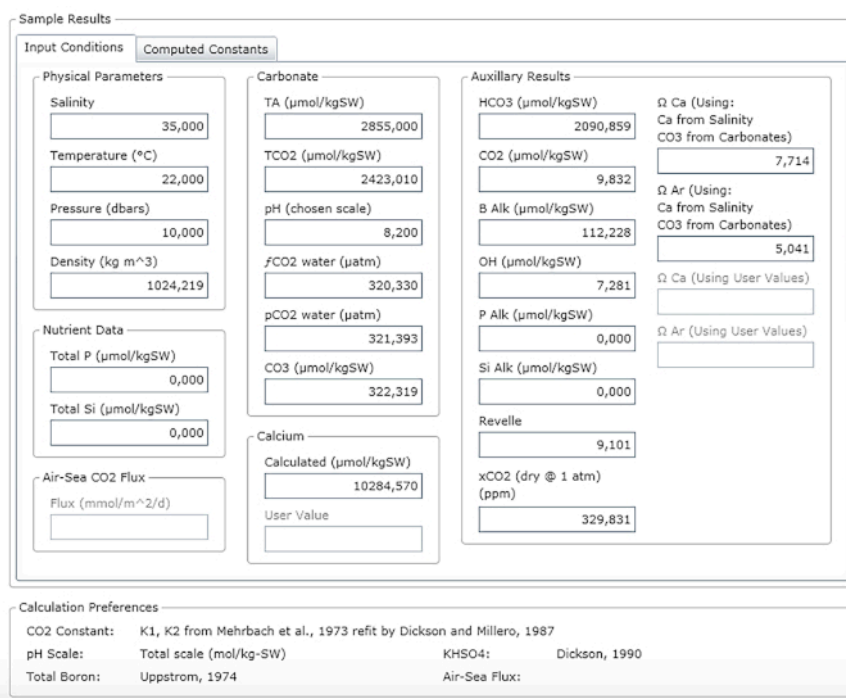 Sample Results
Input Conditions
Computed Constants
Physical Parameters
Salinity
35,000
Temperature (°C)
22,000
Pressure (dbars)
10,000
Density (kg m^3)
1024,219
Nutrient Data
Total P (µmol/kgSW)
0,000
Total Si (µmol/kgSW)
0,000
Air-Sea CO2 Flux
Flux (mmol/m^2/d)
Carbonate
TA (µmol/kgSW)
2855,000
TCO2 (µmol/kgSW)
2423,010
pH (chosen scale)
8,200
ƒCO2 water (µatm)
320,330
pCO2 water (µatm)
321,393
CO3 (µmol/kgSW)
322,319
Calcium
Calculated (µmol/kgSW)
10284,570
User Value
Auxillary Results
HCO3 (µmol/kgSW)
2090,859
CO2 (µmol/kgSW)
9,832
B Alk (µmol/kgSW)
112,228
OH (µmol/kgSW)
7,281
P Alk (µmol/kgSW)
0,000
Si Alk (µmol/kgSW)
0,000
Revelle
9,101
xCO2 (dry @ 1 atm)
(ppm)
329,831
Ω Ca (Using:
Ca from Salinity
CO3 from Carbonates)
7,714
Ω Ar (Using:
Ca from Salinity
CO3 from Carbonates)
5,041
Ω Ca (Using User Values)
Ω Ar (Using User Values)
Calculation Preferences
CO2 Constant: K1, K2 from Mehrbach et al., 1973 refit by Dickson and Millero, 1987
pH Scale: Total scale (mol/kg-SW) KHSO4: Dickson, 1990
Total Boron: Uppstrom, 1974 Air-Sea Flux: